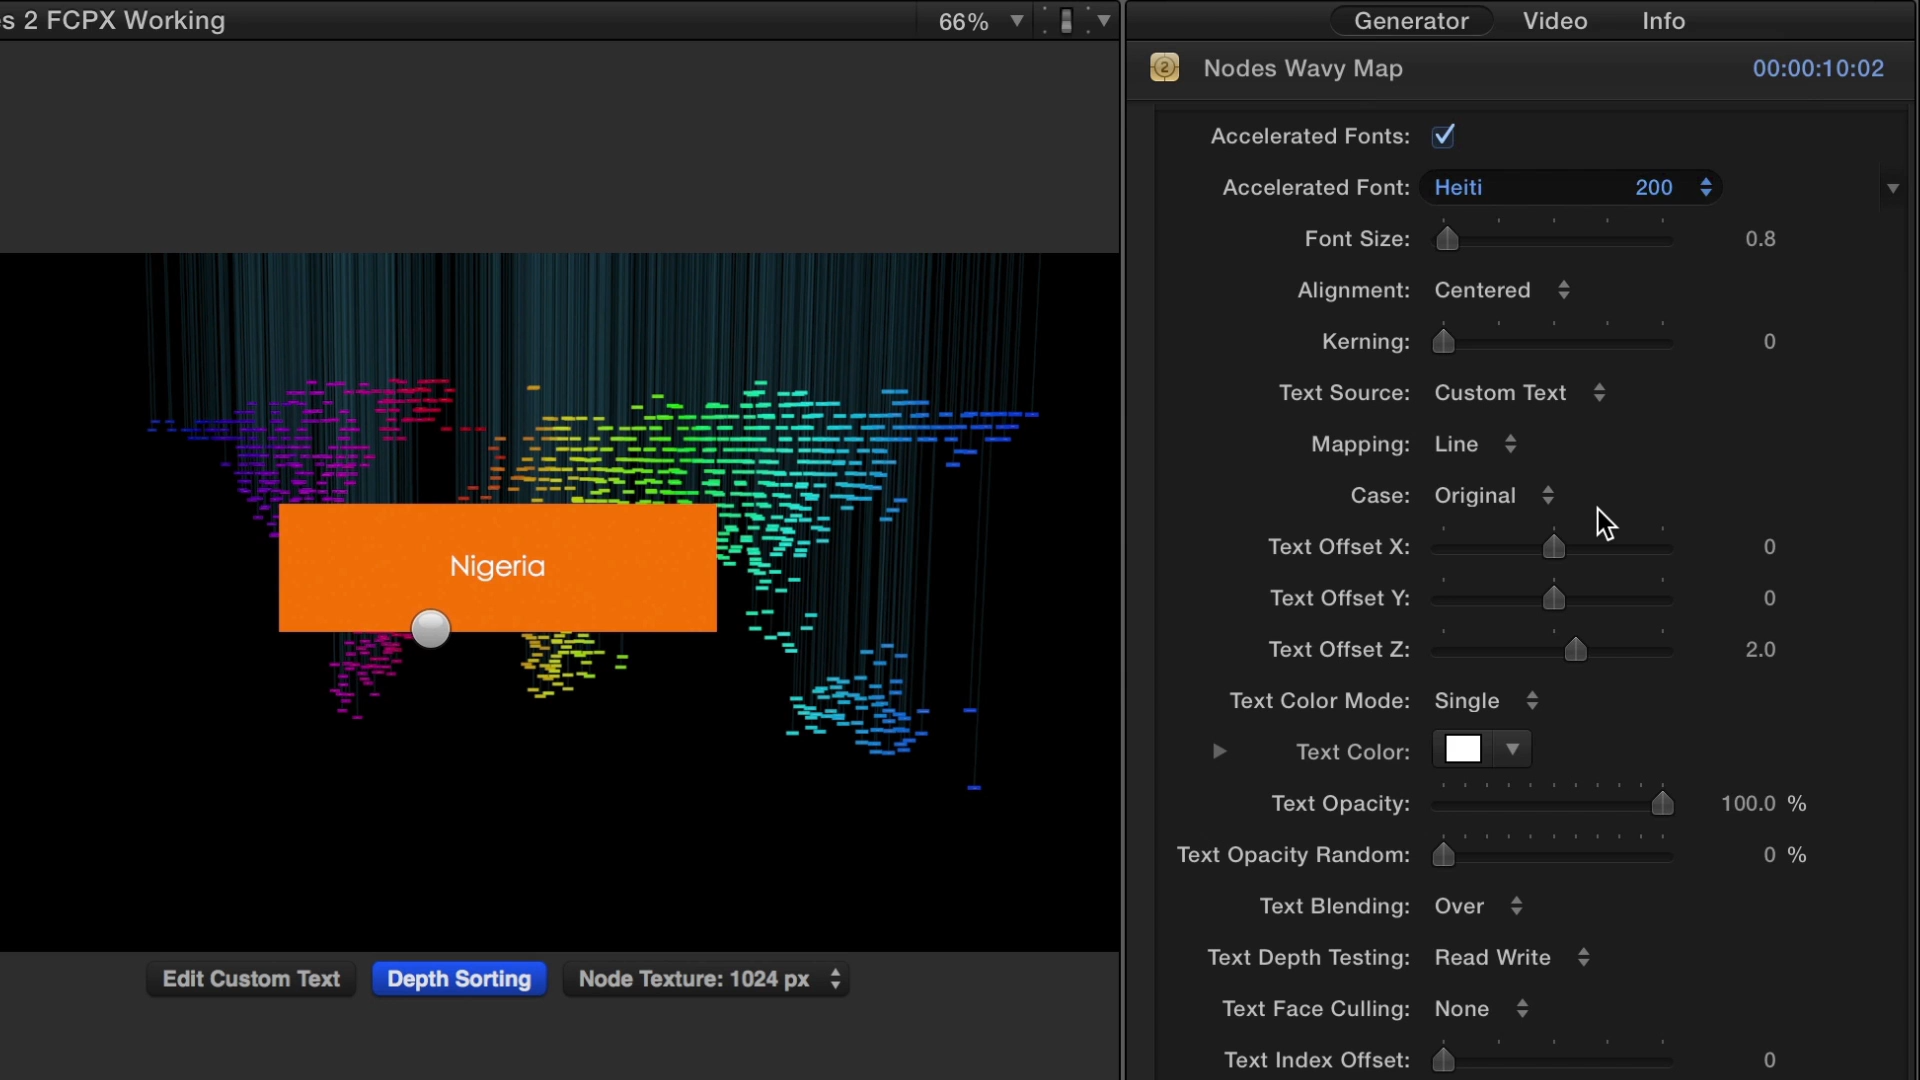 s 2 FCPX Working
66%
Generator
Video
Info
2
Nodes Wavy Map
00:00:10:02
Accelerated Fonts:
Accelerated Font: Heiti 200
Font Size: 0.8
Alignment: Centered
Kerning: 0
Text Source: Custom Text
Mapping: Line
Case: Original
Text Offset X: 0
Text Offset Y: 0
Text Offset Z: 2.0
Text Color Mode: Single
Text Color:
Text Opacity: 100.0 %
Text Opacity Random: 0 %
Text Blending: Over
Text Depth Testing: Read Write
Text Face Culling: None
Text Index Offset: 0
Nigeria
Edit Custom Text
Depth Sorting
Node Texture: 1024 px